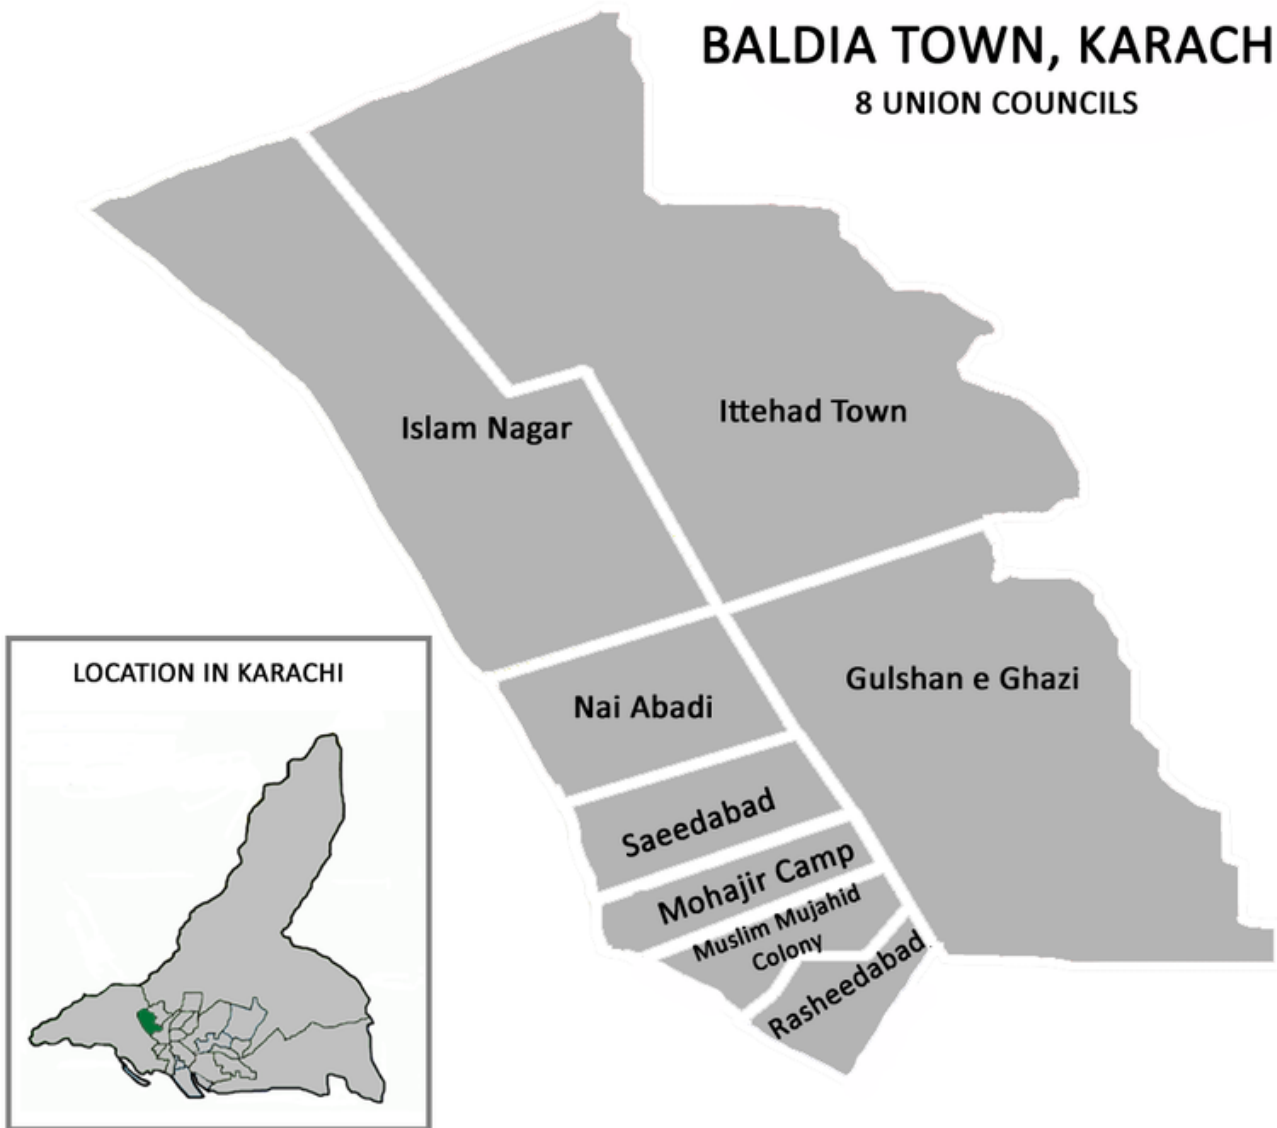 BALDIA TOWN, KARACH
8 UNION COUNCILS
Ittehad Town
Islam Nagar
Gulshan e Ghazi
Nai Abadi
Saeedabad
Mohajir Camp
Muslim Mujahid
Colony
Rasheedabad
LOCATION IN KARACHI